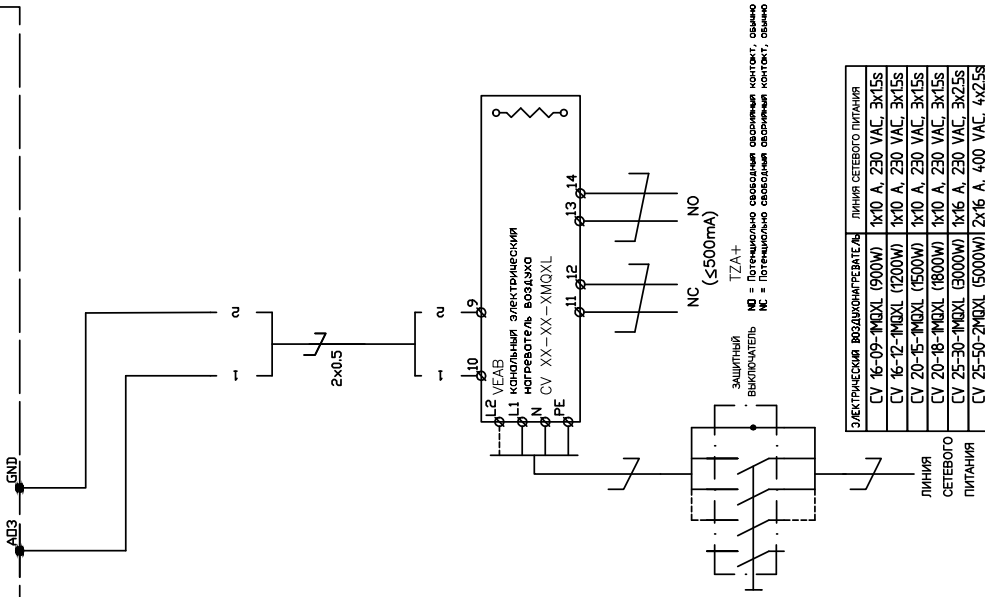 GND
AO3
2
1
2x0.5
2
1
9
10
VEAB
КАНАЛЬНЫЙ ЭЛЕКТРИЧЕСКИЙ
НАГРЕВАТЕЛЬ ВОЗДУХА
CV XX-XX-XMQXL
L2
L1
N
PE
14
13
12
11
NO
NC
(≤500mA)
TZA+
NO = Потенциально свободный
контакт, обычно
NC = Потенциально свободный
контакт, обычно
ЗАЩИТНЫЙ
ВЫКЛЮЧАТЕЛЬ
ЛИНИЯ
СЕТЕВОГО
ПИТАНИЯ
ЭЛЕКТРИЧЕСКИЙ ВОЗДУХОНАГРЕВАТЕЛЬ ЛИНИЯ СЕТЕВОГО ПИТАНИЯ
CV 16-09-1MQXL (900W) 1x10 A, 230 VAC, 3x1.5s
CV 16-12-1MQXL (1200W) 1x10 A, 230 VAC, 3x1.5s
CV 20-15-1MQXL (1500W) 1x10 A, 230 VAC, 3x1.5s
CV 20-18-1MQXL (1800W) 1x10 A, 230 VAC, 3x1.5s
CV 25-30-1MQXL (3000W) 1x16 A, 230 VAC, 3x2.5s
CV 25-50-2MQXL (5000W) 2x16 A, 400 VAC, 4x2.5s